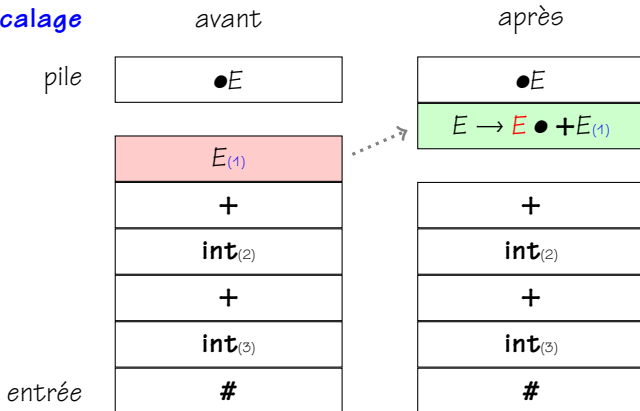 calage avant après
pile •E •E
E → E • +E(1)
E(1)
+ +
int(2) int(2)
+ +
int(3) int(3)
entrée # #